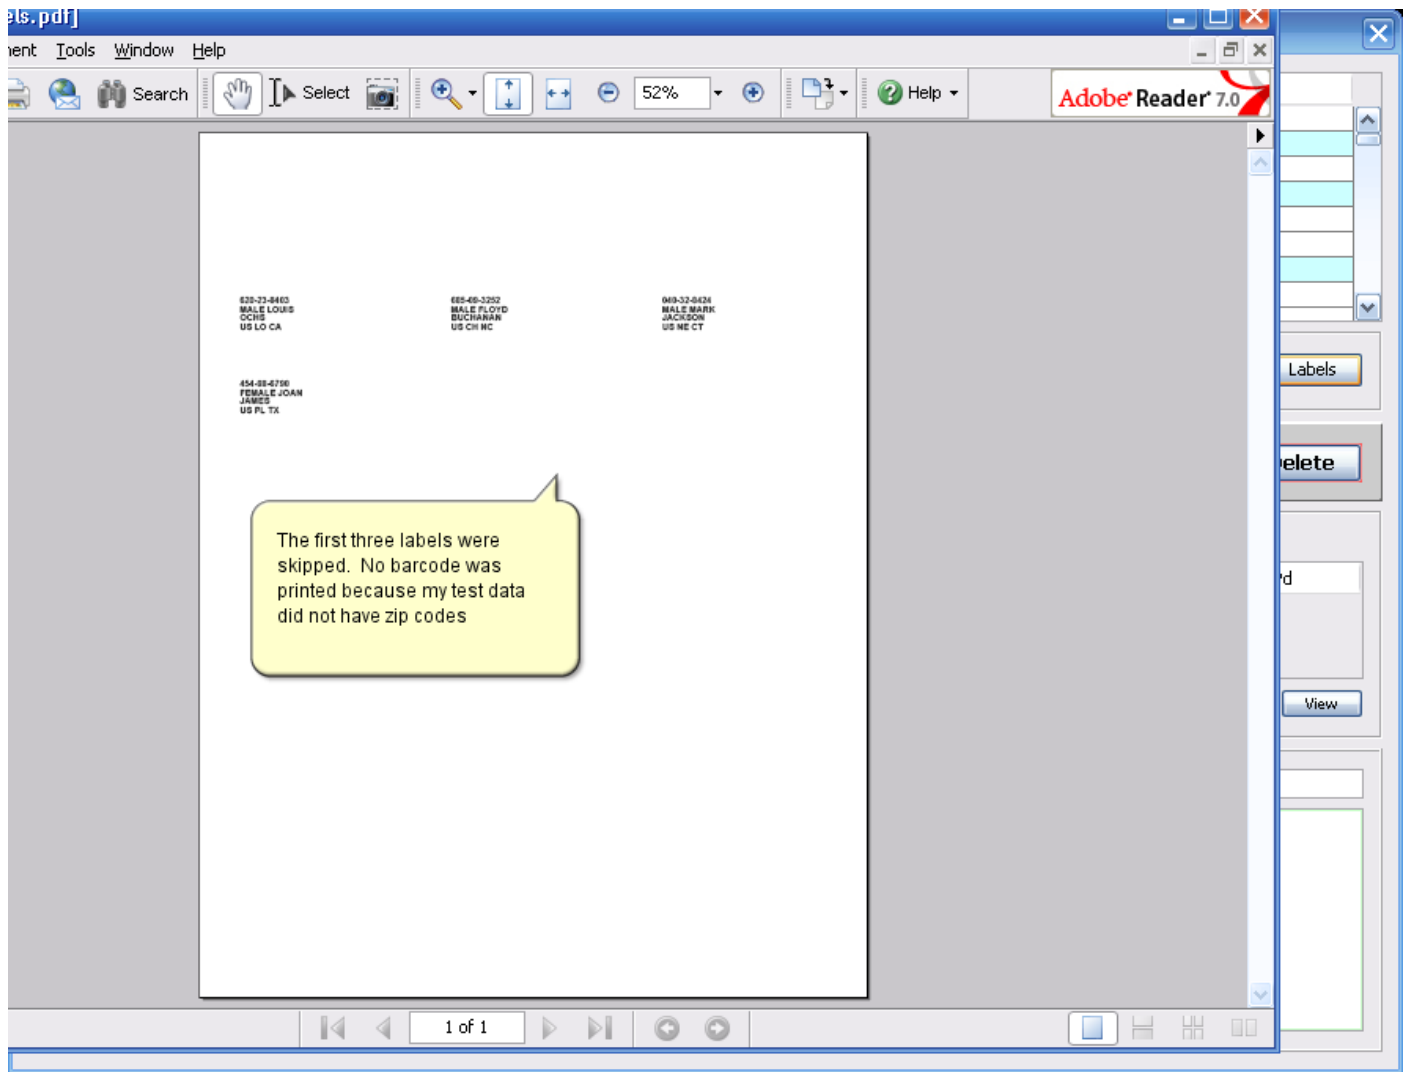 els.pdf]
nent Tools Window Help
Search Select 52% Help Adobe Reader 7.0
MALE LOUIS
OCHS
US LO CA
MALE FLOYD
BUCHANAN
US CH NC
MALE MARK
JACKSON
US NE CT
FEMALE JOAN
JAMES
US PL TX
The first three labels were
skipped. No barcode was
printed because my test data
did not have zip codes
Labels
elete
View
1 of 1